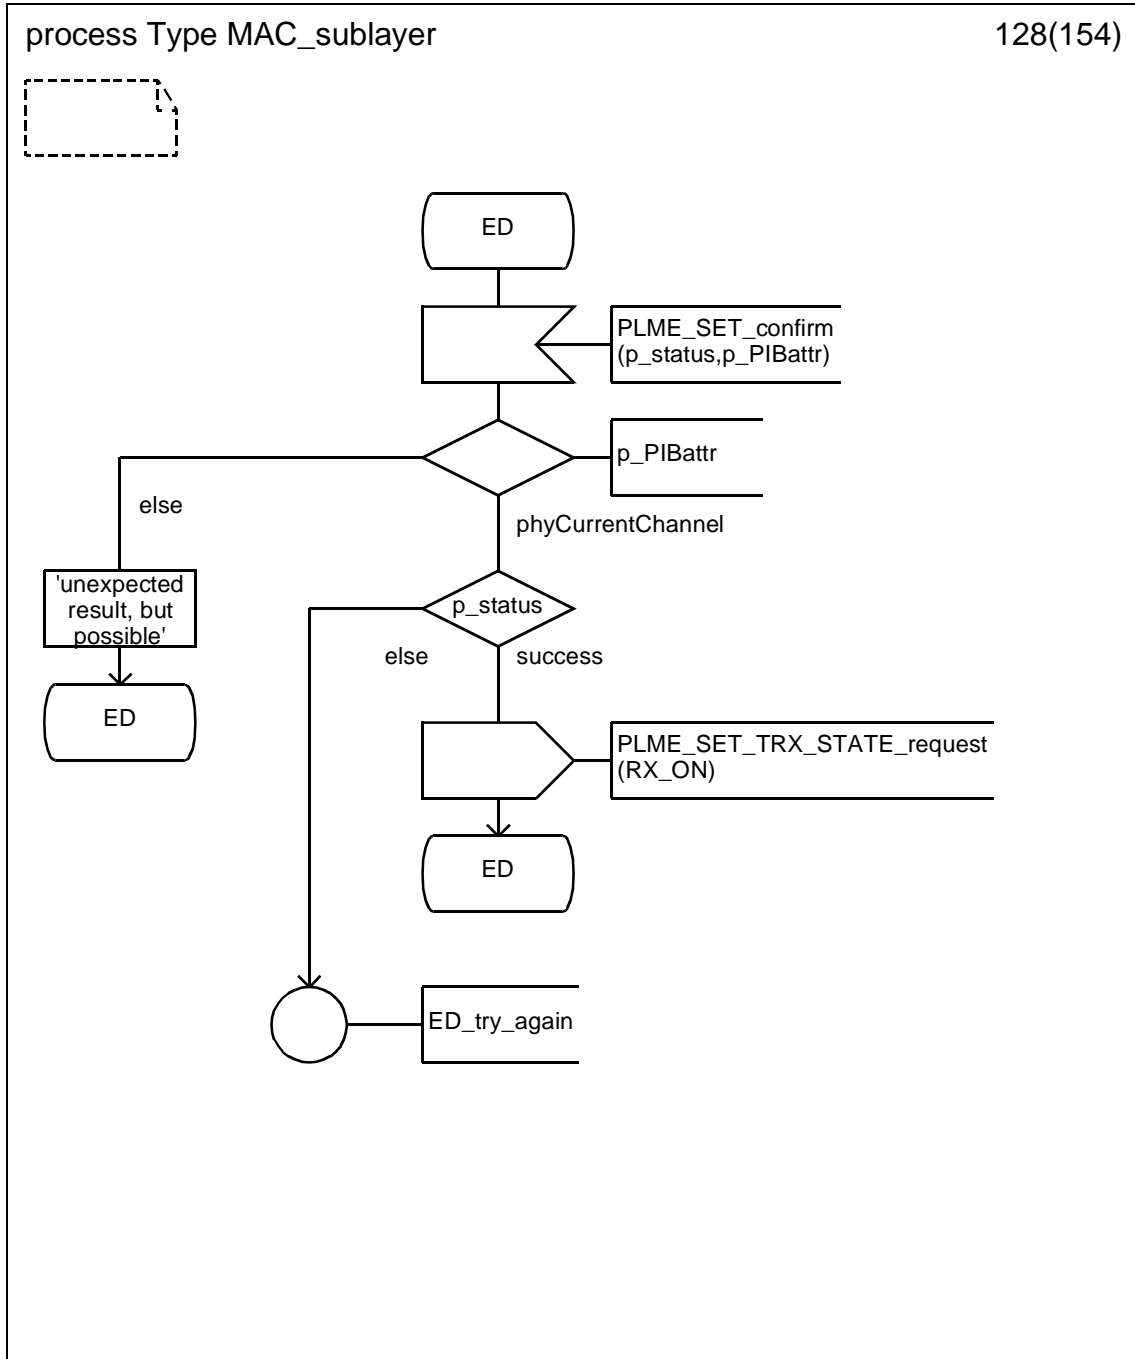 process Type MAC_sublayer
128(154)
ED
PLME_SET_confirm
(p_status,p_PIBattr)
p_PIBattr
else
phyCurrentChannel
'unexpected
result, but
possible'
p_status
else
success
ED
PLME_SET_TRX_STATE_request
(RX_ON)
ED
ED_try_again